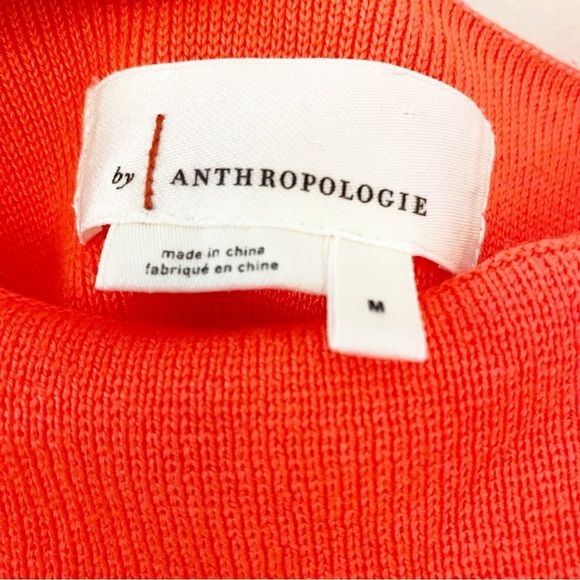 by ANTHROPOLOGIE
made in china
fabriqué en chine
M